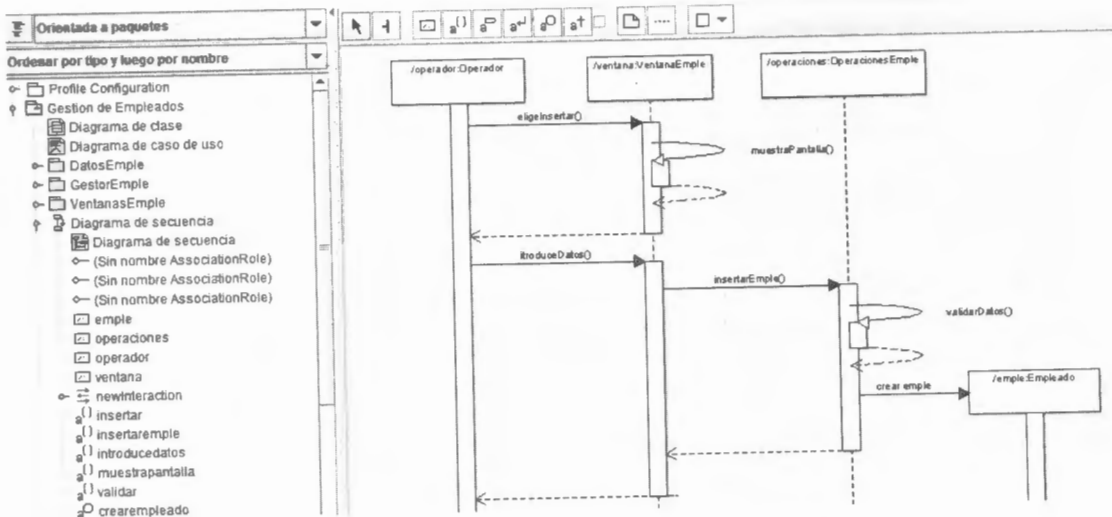 Orientada a paquetes
Ordenar por tipo y luego por nombre
Profile Configuration
Gestion de Empleados
Diagrama de clase
Diagrama de caso de uso
DatosEmple
GestorEmple
VentanasEmple
Diagrama de secuencia
Diagrama de secuencia
(Sin nombre AssociationRole)
(Sin nombre AssociationRole)
(Sin nombre AssociationRole)
emple
operaciones
operador
ventana
newInteraction
a() insertar
a() insertaremple
a() introducedatos
a() muestrapantalla
a() validar
a crearempleado
/operador:Operador
/ventana:VentanaEmple
/operaciones:OperacionesEmple
eligeInsertar()
muestraPantalla()
itroduceDatos()
insertarEmple()
validarDatos()
crear emple
/emple:Empleado